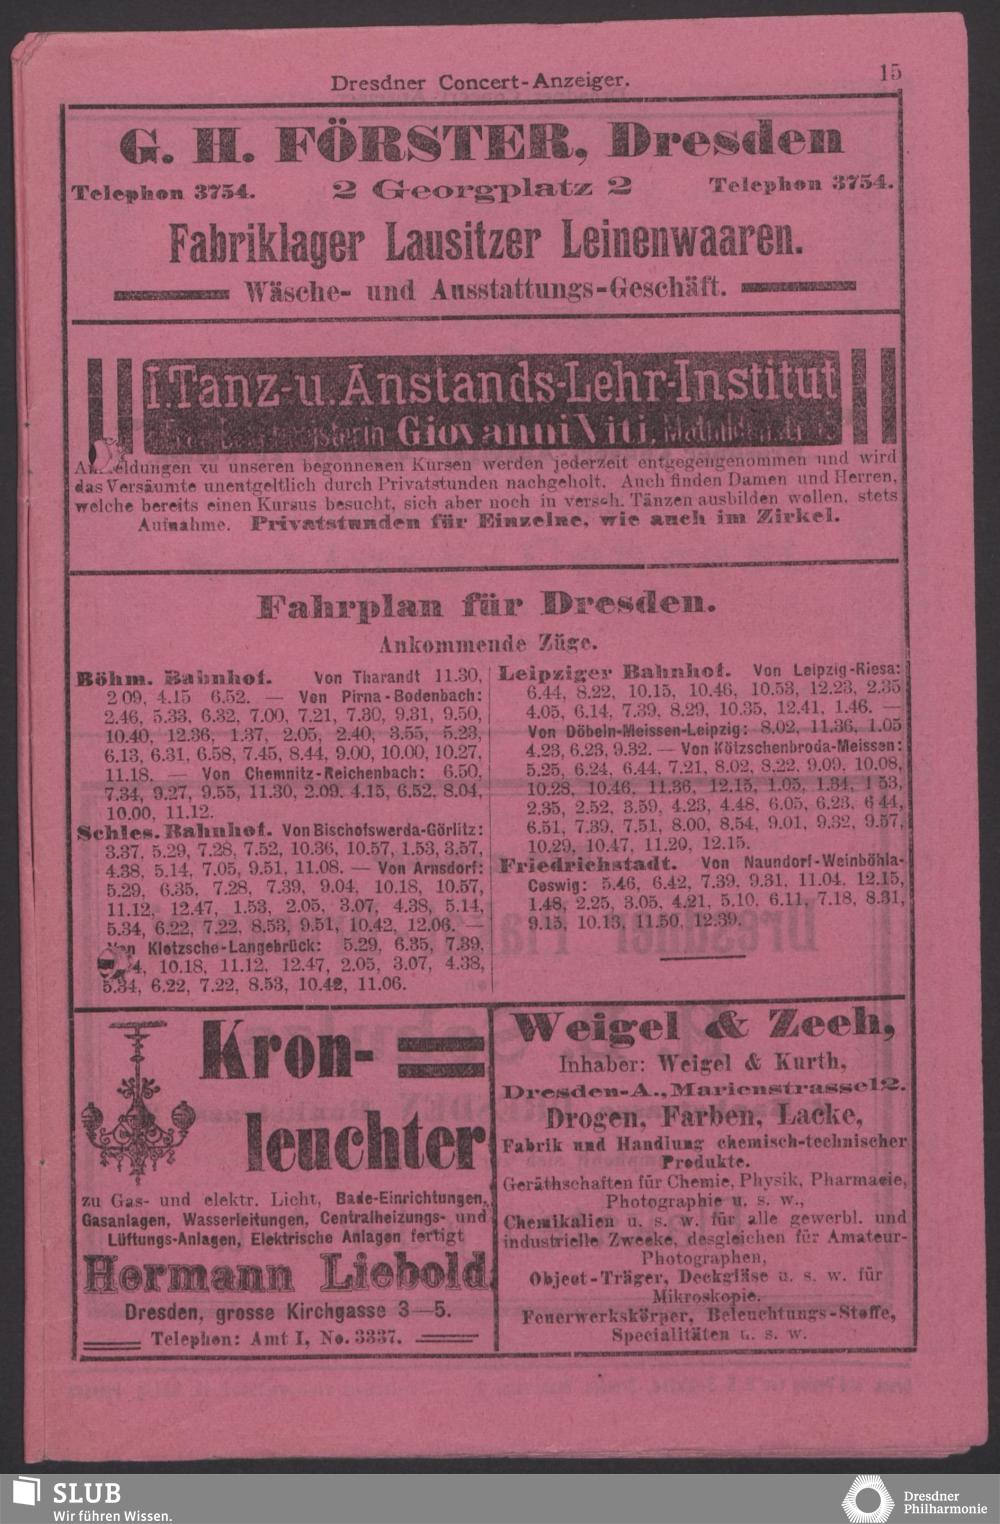 Dresdner Concert-Anzeiger.
15
G. H. FÖRSTER, Dresden
Telephon 3754.
2 Georgplatz 2
Telephon 3754.
Fabriklager Lausitzer Leinenwaaren.
Wäsche- und Ausstattungs-Geschäft.
I. Tanz-u. Anstands-Lehr-Institut
Giovanni Viti,
zu unseren begonnenen Kursen werden jederzeit entgegengenommen und wird
das Versäumte unentgeltlich durch Privatstunden nachgeholt. Auch finden Damen und Herren,
welche bereits einen Kursus besucht, sich aber noch in versch. Tänzen ausbilden wollen, stets
Aufnahme. Privatstunden für Einzelne, wie auch im Zirkel.
Fahrplan für Dresden.
Ankommende Züge.
Böhm. Bahnhof. Von Tharandt 11.30,
2 09, 4.15 6.52. — Von Pirna-Bodenbach:
2.46, 5.33, 6.32, 7.00, 7.21, 7.30, 9.31, 9.50,
10.40, 12.36, 1.37, 2.05, 2.40, 3.55, 5.23,
6.13, 6.31, 6.58, 7.45, 8.44, 9.00, 10.00, 10.27,
11.18. — Von Chemnitz-Reichenbach: 6.50,
7.34, 9.27, 9.55, 11.30, 2.09, 4.15, 6.52, 8.04,
10.00, 11.12.
Schles. Bahnhof. Von Bischofswerda-Görlitz:
3.37, 5.29, 7.28, 7.52, 10.36, 10.57, 1.53, 3.57,
4.38, 5.14, 7.05, 9.51, 11.08. — Von Arnsdorf:
5.29, 6.35, 7.28, 7.39, 9.04, 10.18, 10.57,
11.12, 12.47, 1.53, 2.05, 3.07, 4.38, 5.14,
5.34, 6.22, 7.22, 8.53, 9.51, 10.42, 12.06. —
Von Klotzsche-Langebrück: 5.29, 6.35, 7.39,
10.18, 11.12, 12.47, 2.05, 3.07, 4.38,
5.34, 6.22, 7.22, 8.53, 10.42, 11.06.
Leipziger Bahnhof. Von Leipzig-Riesa:
6.44, 8.22, 10.15, 10.46, 10.53, 12.23, 2.35
4.05, 6.14, 7.39, 8.29, 10.35, 12.41, 1.46. —
Von Döbeln-Meissen-Leipzig: 8.02, 11.36, 1.05
4.23, 6.23, 9.32. — Von Kötzschenbroda-Meissen:
5.25, 6.24, 6.44, 7.21, 8.02, 8.22, 9.09, 10.08,
10.28, 10.46, 11.36, 12.15, 1.05, 1.34, 1 53,
2.35, 2.52, 3.59, 4.23, 4.48, 6.05, 6.23, 6 44,
6.51, 7.39, 7.51, 8.00, 8.54, 9.01, 9.32, 9.57,
10.29, 10.47, 11.20, 12.15.
Friedrichstadt. Von Naundorf-Weinböhla-
Coswig: 5.46, 6.42, 7.39, 9.31, 11.04, 12.15,
1.48, 2.25, 3.05, 4.21, 5.10, 6.11, 7.18, 8.31,
9.15, 10.13, 11.50, 12.39.
Kron-
leuchter
zu Gas- und elektr. Licht, Bade-Einrichtungen,
Gasanlagen, Wasserleitungen, Centralheizungs- und
Lüftungs-Anlagen, Elektrische Anlagen fertigt
Hermann Liebold
Dresden, grosse Kirchgasse 3—5.
Telephon: Amt I, No. 3337.
Weigel & Zeeh,
Inhaber: Weigel & Kurth,
Dresden-A., Marienstrasse 12.
Drogen, Farben, Lacke,
Fabrik und Handlung chemisch-technischer
Produkte.
Geräthschaften für Chemie, Physik, Pharmacie,
Photographie u. s. w.,
Chemikalien u. s. w. für alle gewerbl. und
industrielle Zwecke, desgleichen für Amateur-
Photographen,
Object-Träger, Deckgläse u. s. w. für
Mikroskopie.
Feuerwerkskörper, Beleuchtungs-Stoffe,
Specialitäten u. s. w.
SLUB
Wir führen Wissen.
Dresdner
Philharmonie